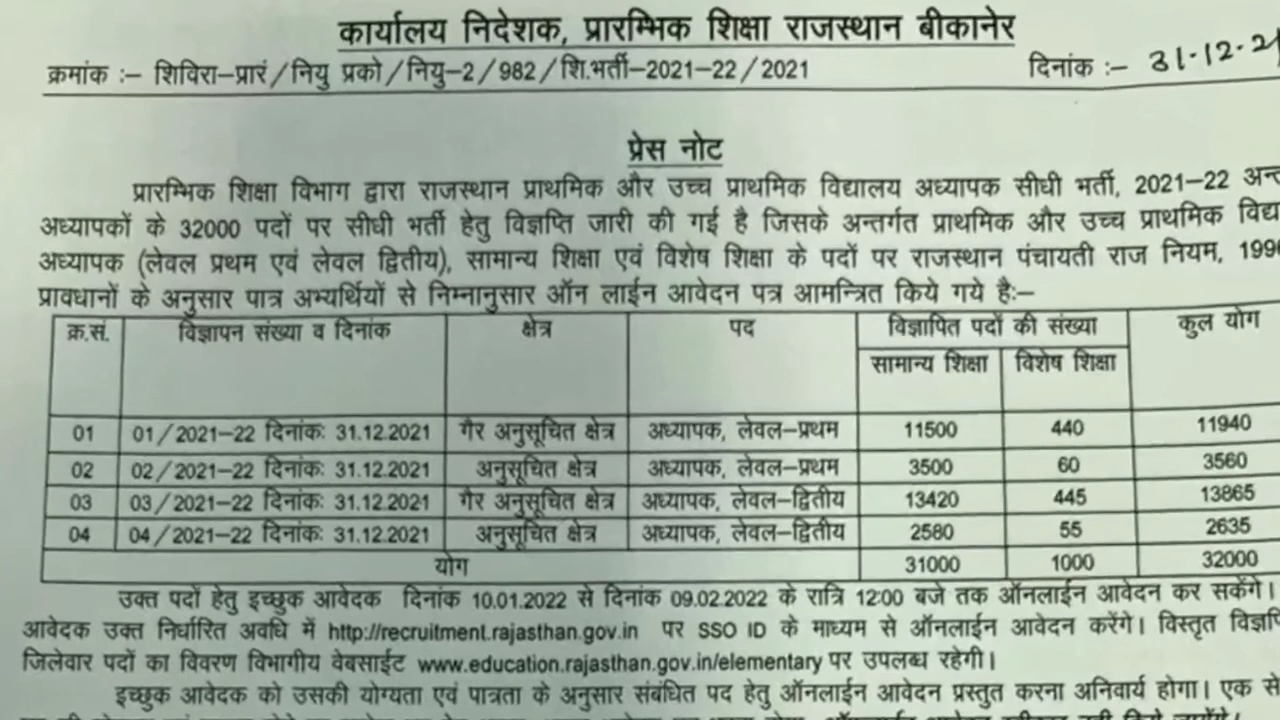 कार्यालय निदेशक, प्रारम्भिक शिक्षा राजस्थान बीकानेर
क्रमांक :– शिविरा–प्रारं/नियु प्रको/नियु–2/982/शि.भर्ती–2021–22/2021 दिनांक :– 31.12.21
प्रेस नोट
प्रारम्भिक शिक्षा विभाग द्वारा राजस्थान प्राथमिक और उच्च प्राथमिक विद्यालय अध्यापक सीधी भर्ती, 2021–22
अध्यापकों के 32000 पदों पर सीधी भर्ती हेतु विज्ञप्ति जारी की गई है जिसके अन्तर्गत प्राथमिक और उच्च प्राथमिक
अध्यापक (लेवल प्रथम एवं लेवल द्वितीय), सामान्य शिक्षा एवं विशेष शिक्षा के पदों पर राजस्थान पंचायती राज नियम, 1996
प्रावधानों के अनुसार पात्र अभ्यर्थियों से निम्नानुसार ऑन लाईन आवेदन पत्र आमन्त्रित किये गये है:–
क्र.सं. विज्ञापन संख्या व दिनांक क्षेत्र पद विज्ञापित पदों की संख्या कुल योग
सामान्य शिक्षा विशेष शिक्षा
01 01/2021–22 दिनांक: 31.12.2021 गैर अनुसूचित क्षेत्र अध्यापक, लेवल–प्रथम 11500 440 11940
02 02/2021–22 दिनांक: 31.12.2021 अनुसूचित क्षेत्र अध्यापक, लेवल–प्रथम 3500 60 3560
03 03/2021–22 दिनांक: 31.12.2021 गैर अनुसूचित क्षेत्र अध्यापक, लेवल–द्वितीय 13420 445 13865
04 04/2021–22 दिनांक: 31.12.2021 अनुसूचित क्षेत्र अध्यापक, लेवल–द्वितीय 2580 55 2635
योग 31000 1000 32000
उक्त पदों हेतु इच्छुक आवेदक दिनांक 10.01.2022 से दिनांक 09.02.2022 के रात्रि 12:00 बजे तक ऑनलाईन आवेदन कर सकेंगे।
आवेदक उक्त निर्धारित अवधि में http://recruitment.rajasthan.gov.in पर SSO ID के माध्यम से ऑनलाईन आवेदन करेंगे। विस्तृत
जिलेवार पदों का विवरण विभागीय वेबसाईट www.education.rajasthan.gov.in/elementary पर उपलब्ध रहेगी।
इच्छुक आवेदक को उसकी योग्यता एवं पात्रता के अनुसार संबंधित पद हेतु ऑनलाईन आवेदन प्रस्तुत करना अनिवार्य होगा। एक से